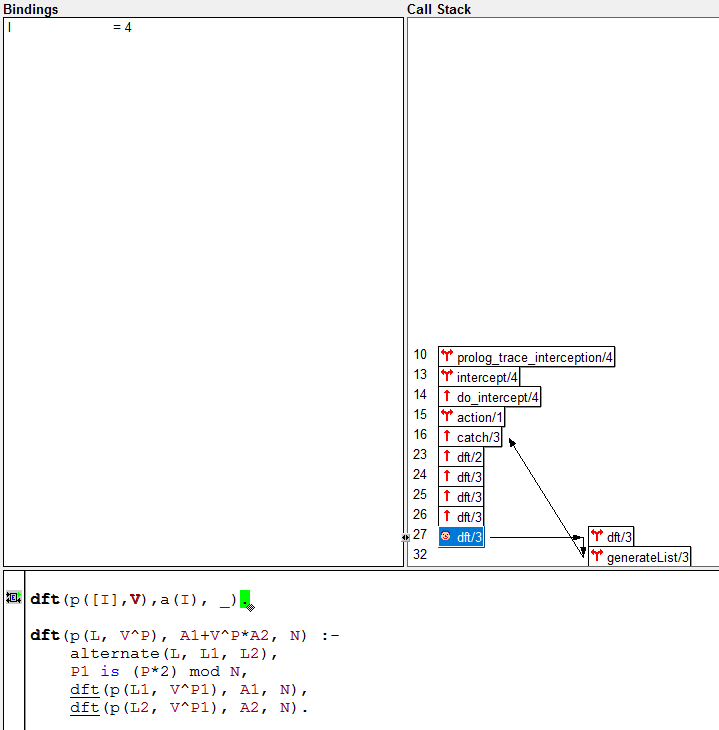 Bindings
I = 4
Call Stack
10 prolog_trace_interception/4
13 intercept/4
14 do_intercept/4
15 action/1
16 catch/3
23 dft/2
24 dft/3
25 dft/3
26 dft/3
27 dft/3 dft/3
32 generateList/3
dft(p([I],V),a(I), _).
dft(p(L, V^P), A1+V^P*A2, N) :-
alternate(L, L1, L2),
P1 is (P*2) mod N,
dft(p(L1, V^P1), A1, N),
dft(p(L2, V^P1), A2, N).